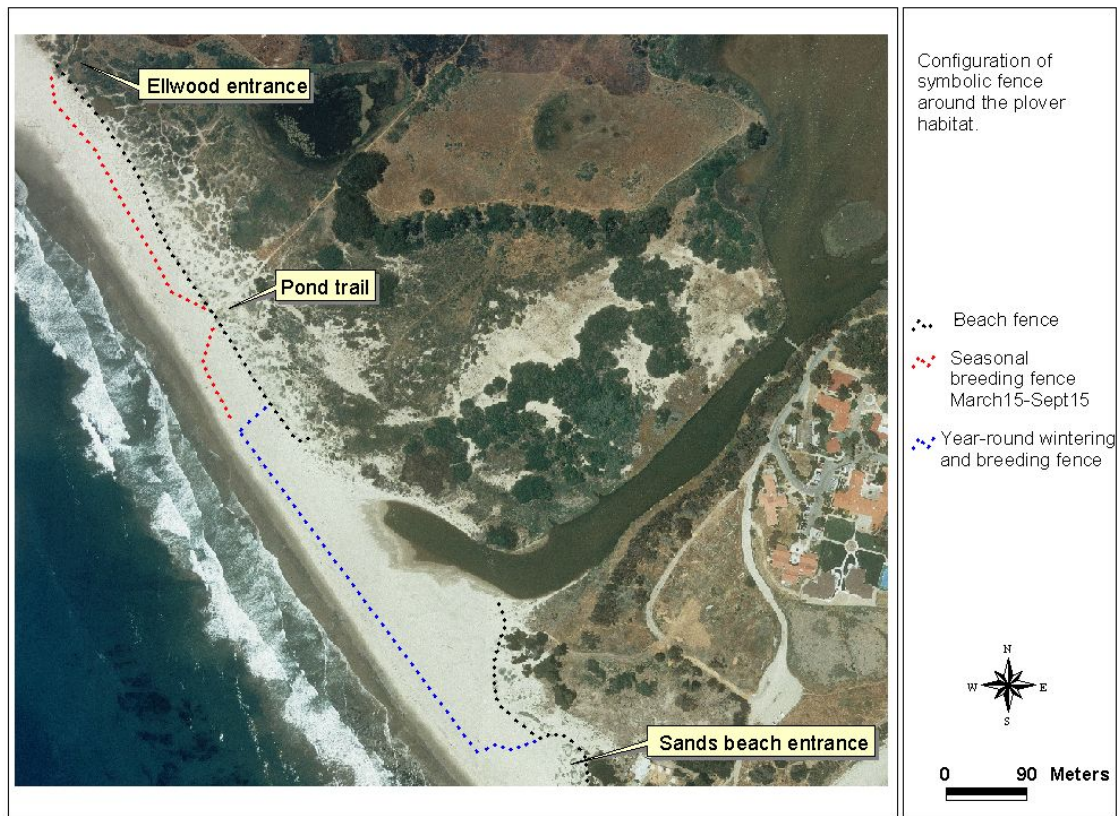 Ellwood entrance
Pond trail
Sands beach entrance
Configuration of
symbolic fence
around the plover
habitat.
Beach fence
Seasonal
breeding fence
March15-Sept15
Year-round wintering
and breeding fence
N
W E
S
0 90 Meters